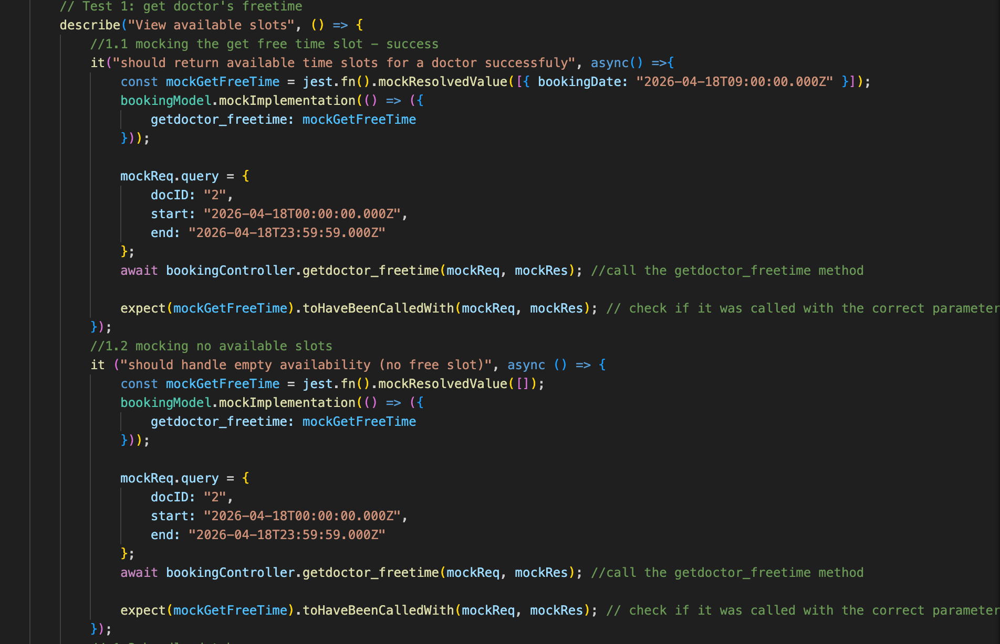 // Test 1: get doctor's freetime
describe("View available slots", () => {
//1.1 mocking the get free time slot - success
it("should return available time slots for a doctor successfuly", async() =>{
const mockGetFreeTime = jest.fn().mockResolvedValue([{ bookingDate: "2026-04-18T09:00:00.000Z" }]);
bookingModel.mockImplementation(() => ({
getdoctor_freetime: mockGetFreeTime
}));
mockReq.query = {
docID: "2",
start: "2026-04-18T00:00:00.000Z",
end: "2026-04-18T23:59:59.000Z"
};
await bookingController.getdoctor_freetime(mockReq, mockRes); //call the getdoctor_freetime method
expect(mockGetFreeTime).toHaveBeenCalledWith(mockReq, mockRes); // check if it was called with the correct parameter
});
//1.2 mocking no available slots
it ("should handle empty availability (no free slot)", async () => {
const mockGetFreeTime = jest.fn().mockResolvedValue([]);
bookingModel.mockImplementation(() => ({
getdoctor_freetime: mockGetFreeTime
}));
mockReq.query = {
docID: "2",
start: "2026-04-18T00:00:00.000Z",
end: "2026-04-18T23:59:59.000Z"
};
await bookingController.getdoctor_freetime(mockReq, mockRes); //call the getdoctor_freetime method
expect(mockGetFreeTime).toHaveBeenCalledWith(mockReq, mockRes); // check if it was called with the correct parameter
});